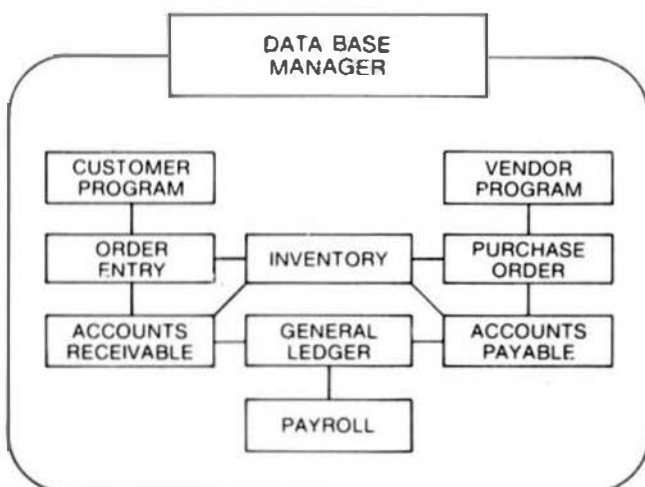 DATA BASE
MANAGER
CUSTOMER
PROGRAM
VENDOR
PROGRAM
ORDER
ENTRY
INVENTORY
PURCHASE
ORDER
ACCOUNTS
RECEIVABLE
GENERAL
LEDGER
ACCOUNTS
PAYABLE
PAYROLL